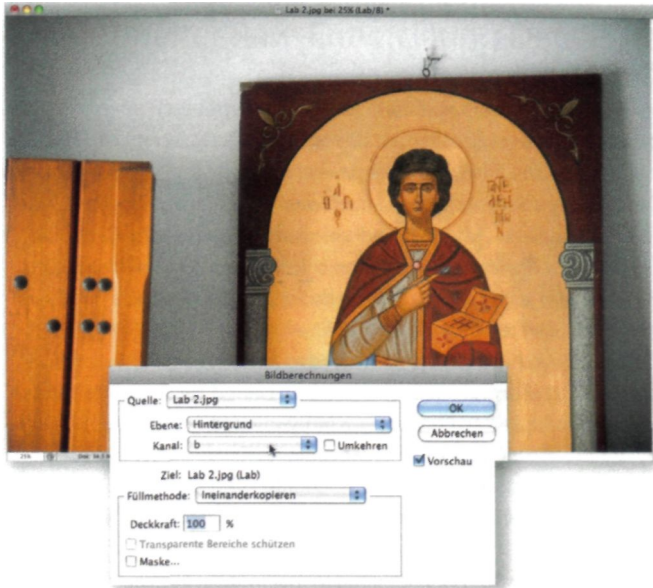 Lab 2.jpg bei 25% (Lab/8) *
25%
Bildberechnungen
Quelle: Lab 2.jpg
Ebene: Hintergrund
Kanal: b
Umkehren
Ziel: Lab 2.jpg (Lab)
Füllmethode: Ineinanderkopieren
Deckkraft: 100 %
Transparente Bereiche schützen
Maske...
OK
Abbrechen
Vorschau